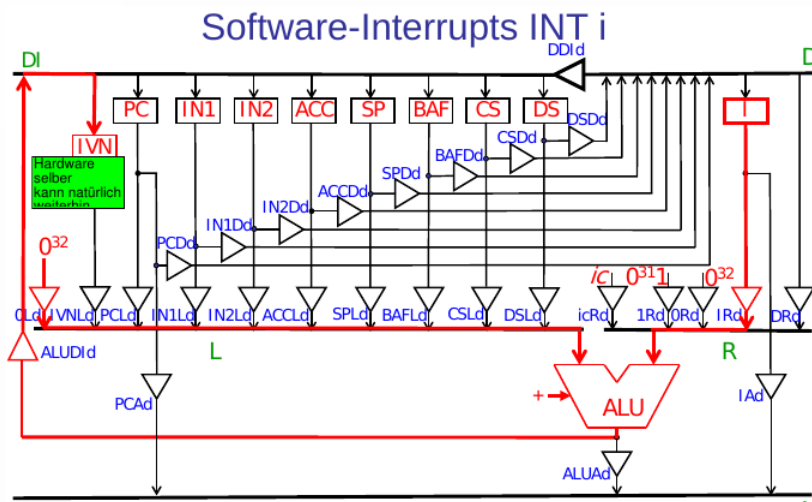 Software-Interrupts INT i
DDId
DI
D
PC
IN1
IN2
ACC
SP
BAF
CS
DS
I
IVN
Hardware
selber
kann natürlich
weiterhin
DSDd
CSDd
BAFDd
SPDd
ACCDd
IN2Dd
IN1Dd
PCDd
0³²
ic
0³¹1
0³²
0Ld
IVNLd
PCLd
IN1Ld
IN2Ld
ACCLd
SPLd
BAFLd
CSLd
DSLd
icRd
1Rd
0Rd
IRd
DRd
L
R
ALUDId
PCAd
+
ALU
IAd
ALUAd